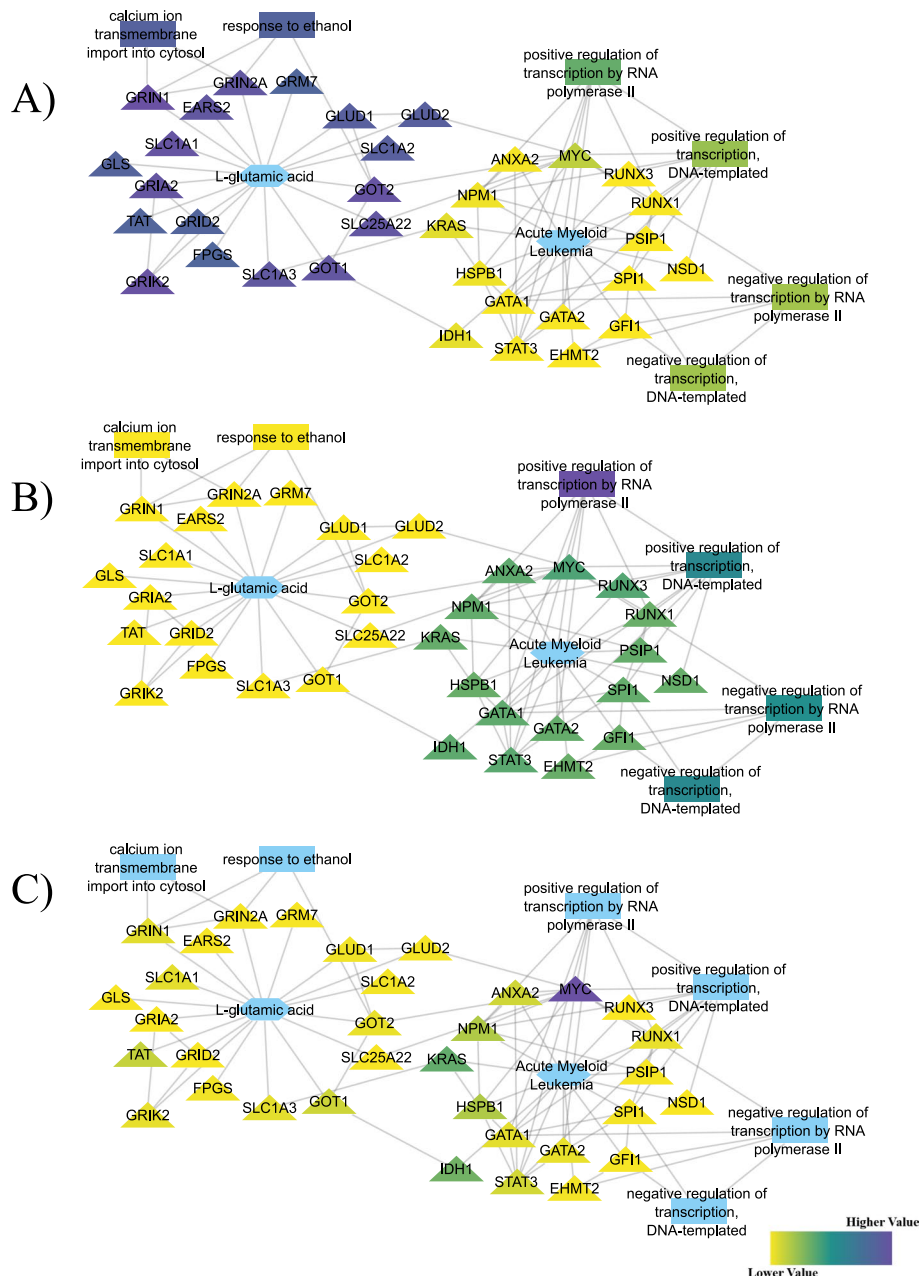 A)
calcium ion
transmembrane
import into cytosol
response to ethanol
GRIN1
GRIN2A
GRM7
EARS2
GLUD1
GLUD2
SLC1A1
SLC1A2
GLS
L-glutamic acid
GRIA2
GOT2
TAT
GRID2
SLC25A22
FPGS
GRIK2
SLC1A3
GOT1
positive regulation of
transcription by RNA
polymerase II
positive regulation of
transcription,
DNA-templated
ANXA2
MYC
RUNX3
NPM1
RUNX1
KRAS
Acute Myeloid
Leukemia
PSIP1
HSPB1
SPI1
NSD1
GATA1
GATA2
GFI1
IDH1
STAT3
EHMT2
negative regulation of
transcription by RNA
polymerase II
negative regulation of
transcription,
DNA-templated
B)
calcium ion
transmembrane
import into cytosol
response to ethanol
GRIN1
GRIN2A
GRM7
EARS2
GLUD1
GLUD2
SLC1A1
SLC1A2
GLS
L-glutamic acid
GRIA2
GOT2
TAT
GRID2
SLC25A22
FPGS
GRIK2
SLC1A3
GOT1
positive regulation of
transcription by RNA
polymerase II
positive regulation of
transcription,
DNA-templated
ANXA2
MYC
RUNX3
NPM1
RUNX1
KRAS
Acute Myeloid
Leukemia
PSIP1
HSPB1
SPI1
NSD1
GATA1
GATA2
GFI1
IDH1
STAT3
EHMT2
negative regulation of
transcription by RNA
polymerase II
negative regulation of
transcription,
DNA-templated
C)
calcium ion
transmembrane
import into cytosol
response to ethanol
GRIN1
GRIN2A
GRM7
EARS2
GLUD1
GLUD2
SLC1A1
SLC1A2
GLS
L-glutamic acid
GRIA2
GOT2
TAT
GRID2
SLC25A22
FPGS
GRIK2
SLC1A3
GOT1
positive regulation of
transcription by RNA
polymerase II
positive regulation of
transcription,
DNA-templated
ANXA2
MYC
RUNX3
NPM1
RUNX1
KRAS
Acute Myeloid
Leukemia
PSIP1
HSPB1
SPI1
NSD1
GATA1
GATA2
GFI1
IDH1
STAT3
EHMT2
negative regulation of
transcription by RNA
polymerase II
negative regulation of
transcription,
DNA-templated
Higher Value
Lower Value